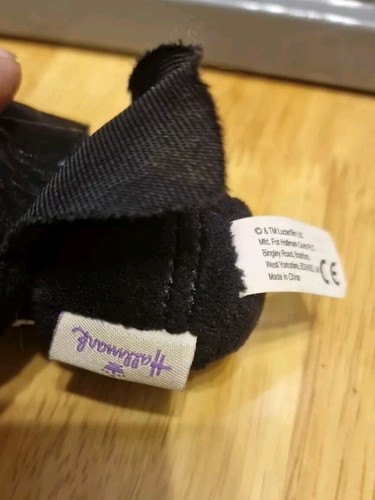 © & TM Lucasfilm Ltd.
Mfd. For Hallmark Cards PLC
Bingley Road, Bradford,
West Yorkshire, BD9 6SD, UK
Made in China
CE
Hallmark